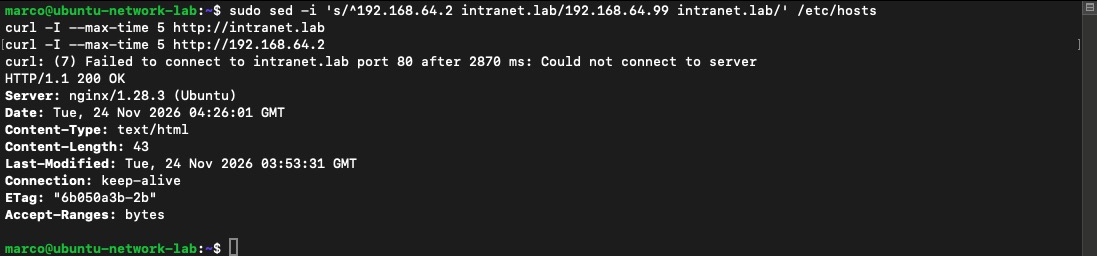 marco@ubuntu-network-lab:~$ sudo sed -i 's/^192.168.64.2 intranet.lab/192.168.64.99 intranet.lab/' /etc/hosts
curl -I --max-time 5 http://intranet.lab
[curl -I --max-time 5 http://192.168.64.2 ]
curl: (7) Failed to connect to intranet.lab port 80 after 2870 ms: Could not connect to server
HTTP/1.1 200 OK
Server: nginx/1.28.3 (Ubuntu)
Date: Tue, 24 Nov 2026 04:26:01 GMT
Content-Type: text/html
Content-Length: 43
Last-Modified: Tue, 24 Nov 2026 03:53:31 GMT
Connection: keep-alive
ETag: "6b050a3b-2b"
Accept-Ranges: bytes
marco@ubuntu-network-lab:~$